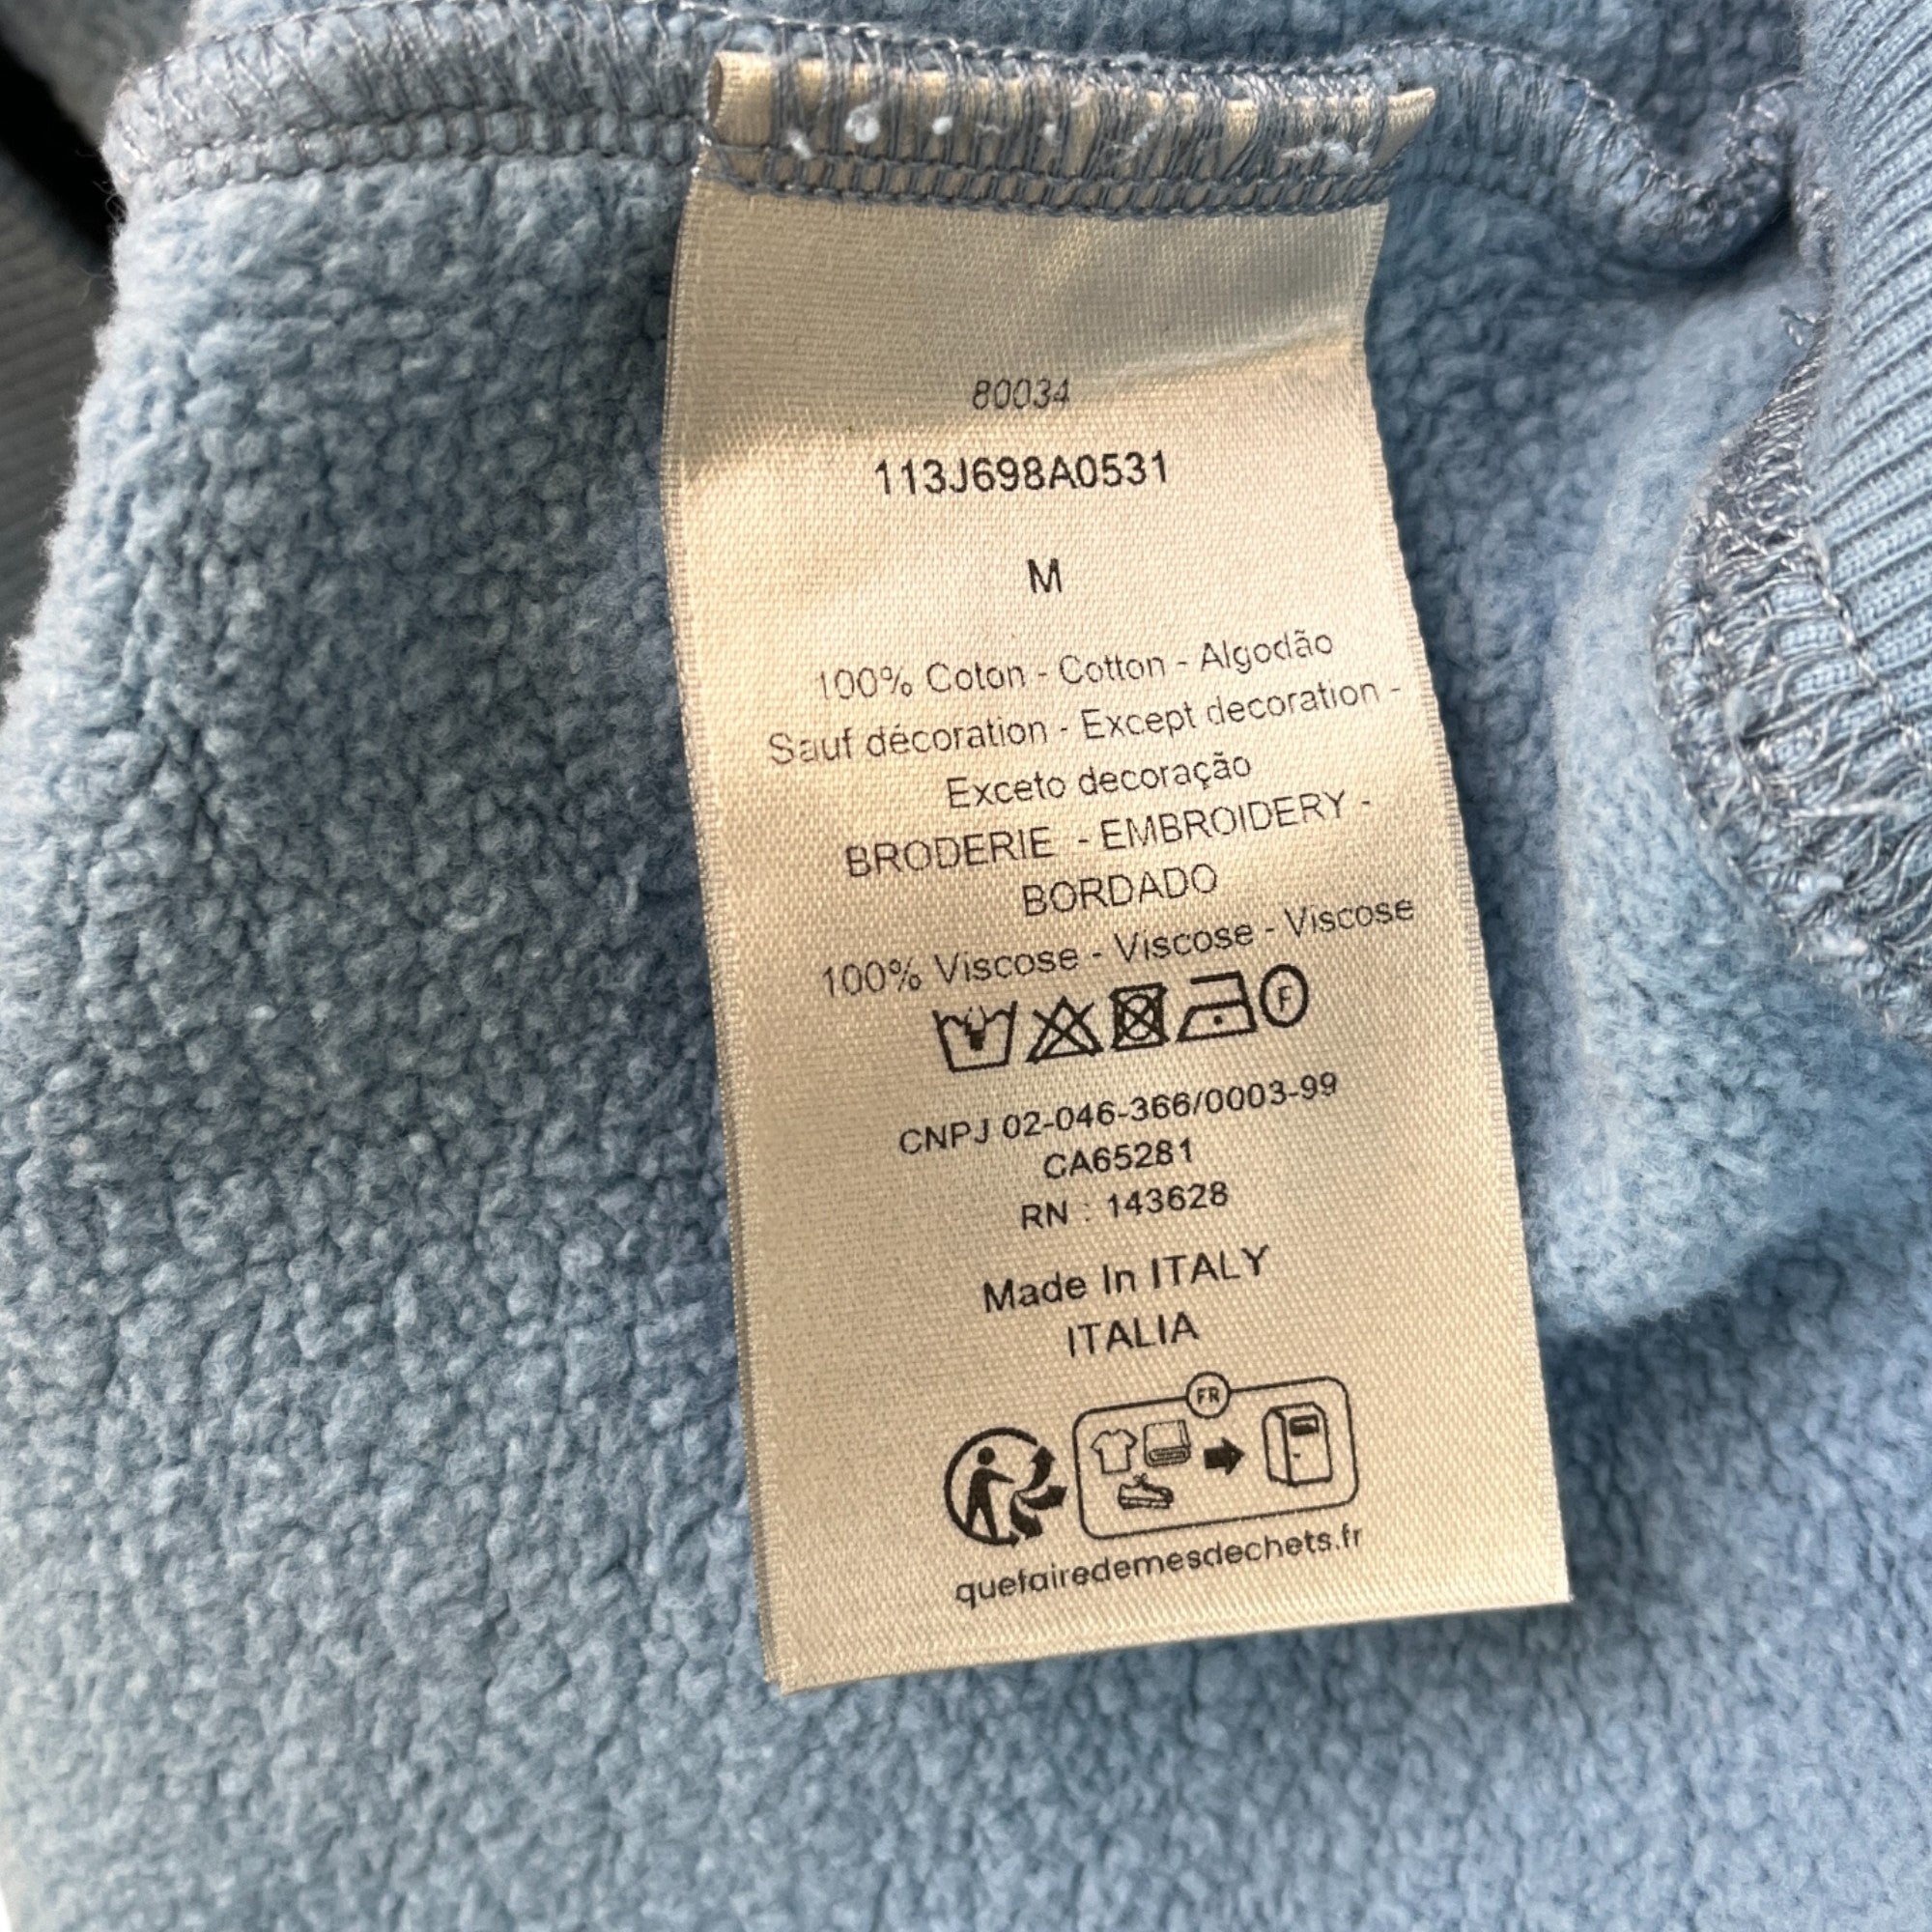 80034
113J698A0531
M
100% Coton - Cotton - Algodão
Sauf décoration - Except decoration -
Exceto decoração
BRODERIE - EMBROIDERY -
BORDADO
100% Viscose - Viscose - Viscose
F
CNPJ 02-046-366/0003-99
CA65281
RN : 143628
Made In ITALY
ITALIA
FR
quefairedemesdechets.fr